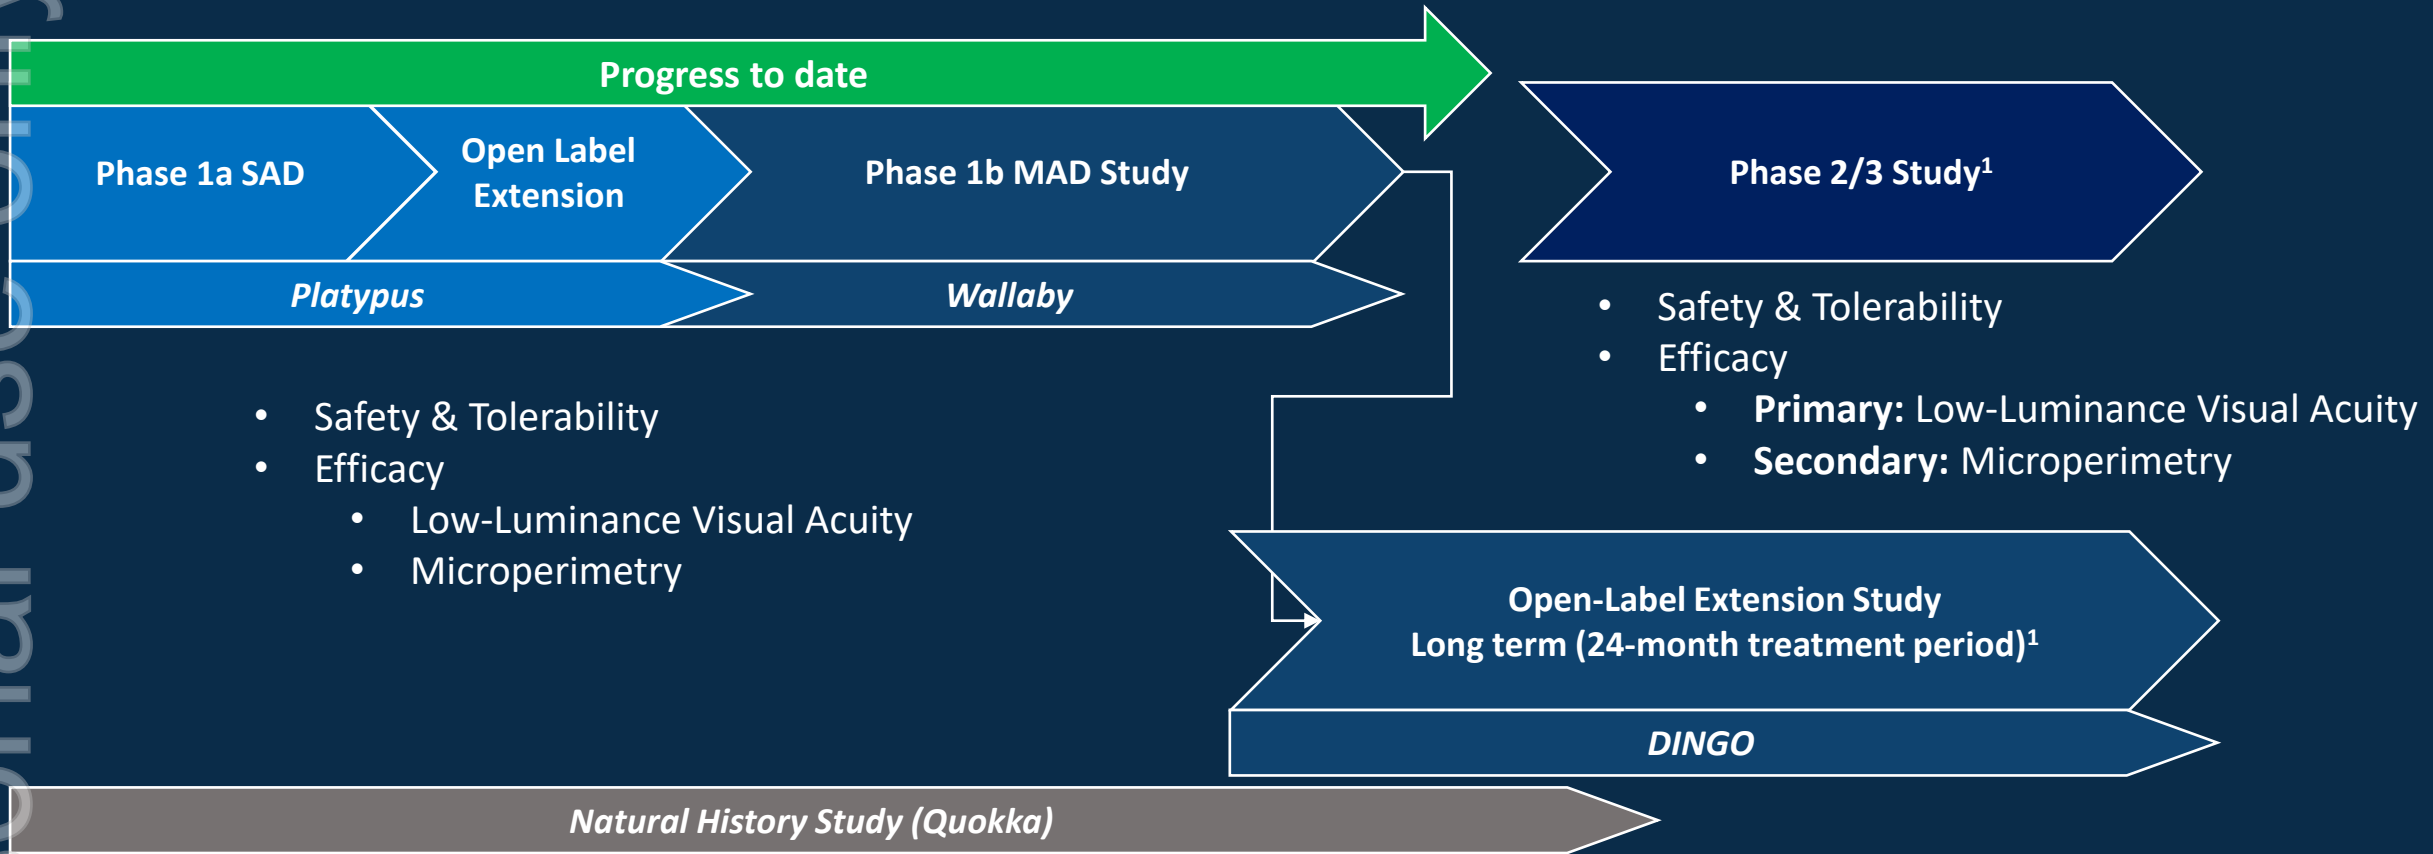 Progress to date
Phase 1a SAD
Open Label
Extension
Phase 1b MAD Study
Phase 2/3 Study¹
Platypus
Wallaby
• Safety & Tolerability
• Efficacy
• Low-Luminance Visual Acuity
• Microperimetry
• Safety & Tolerability
• Efficacy
• Primary: Low-Luminance Visual Acuity
• Secondary: Microperimetry
Open-Label Extension Study
Long term (24-month treatment period)¹
DINGO
Natural History Study (Quokka)